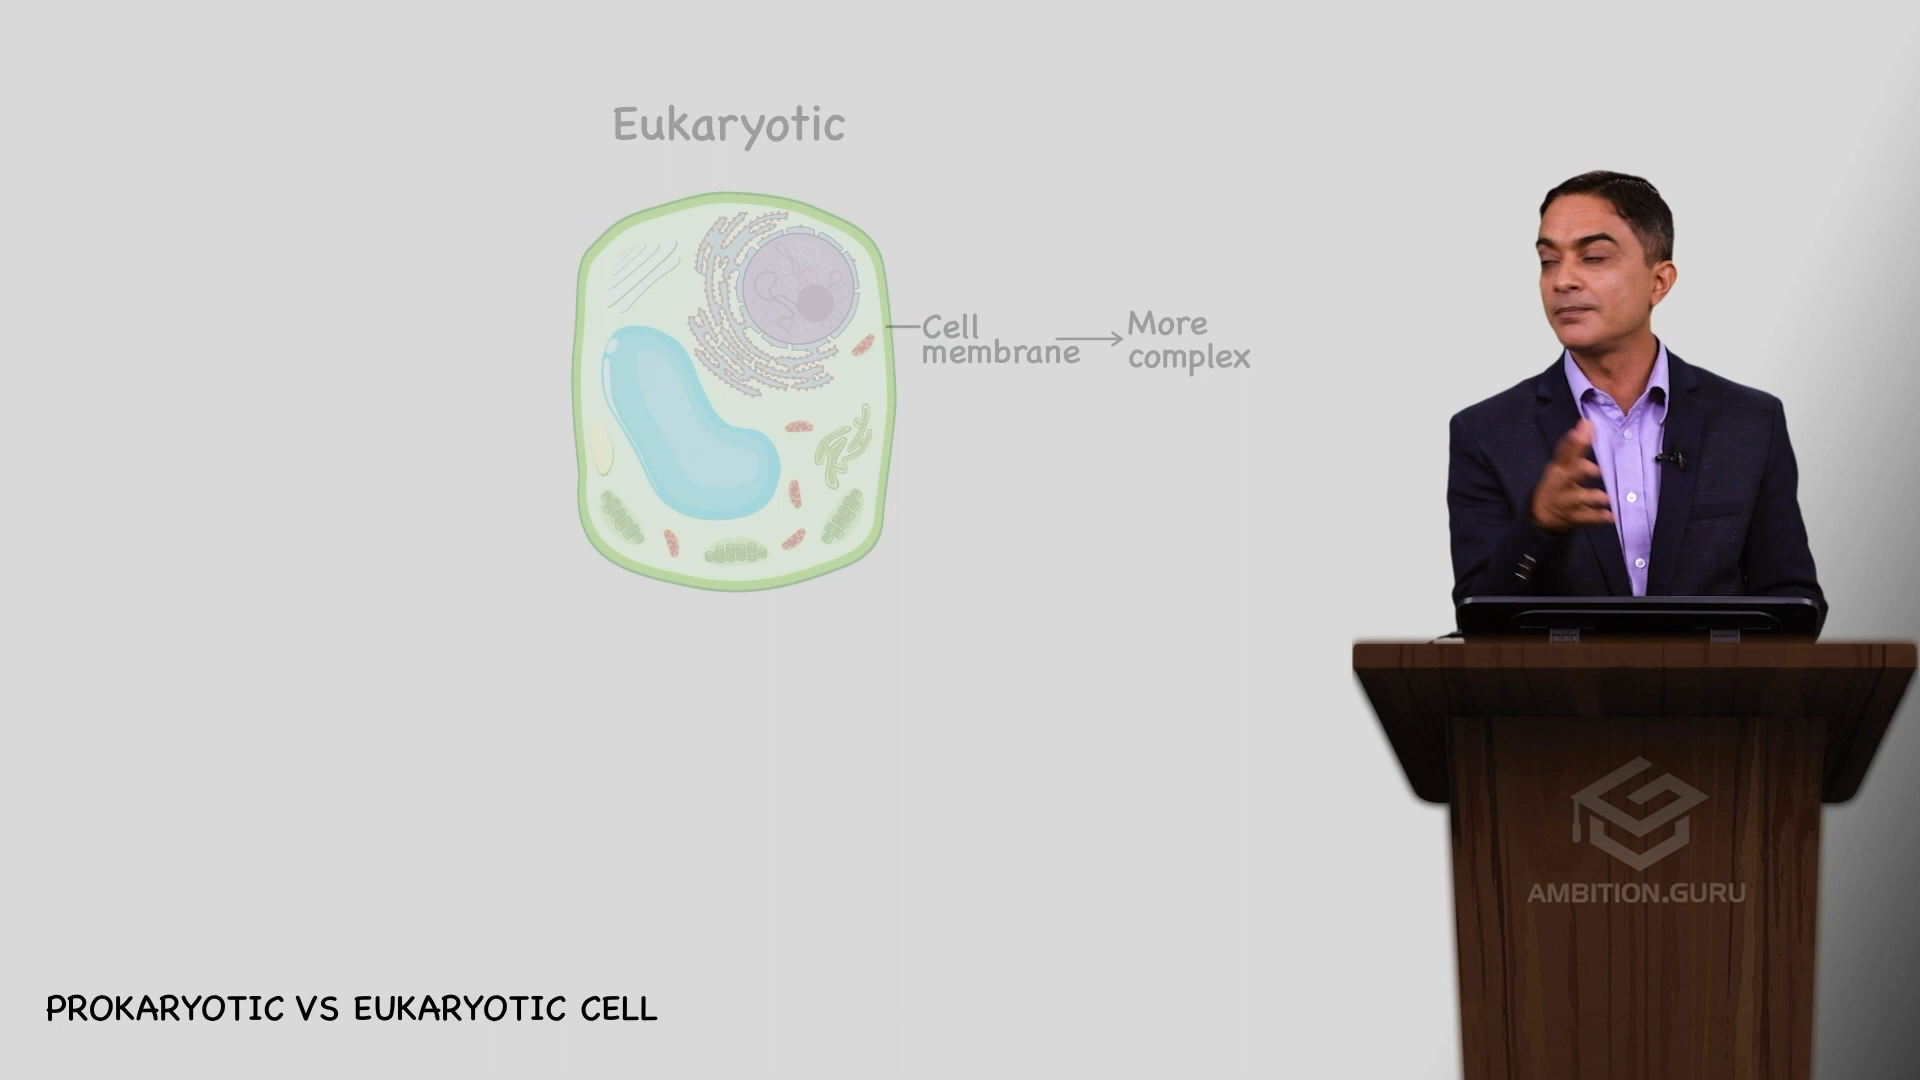 Eukaryotic
Cell
membrane
More
complex
AMBITION.GURU
PROKARYOTIC VS EUKARYOTIC CELL